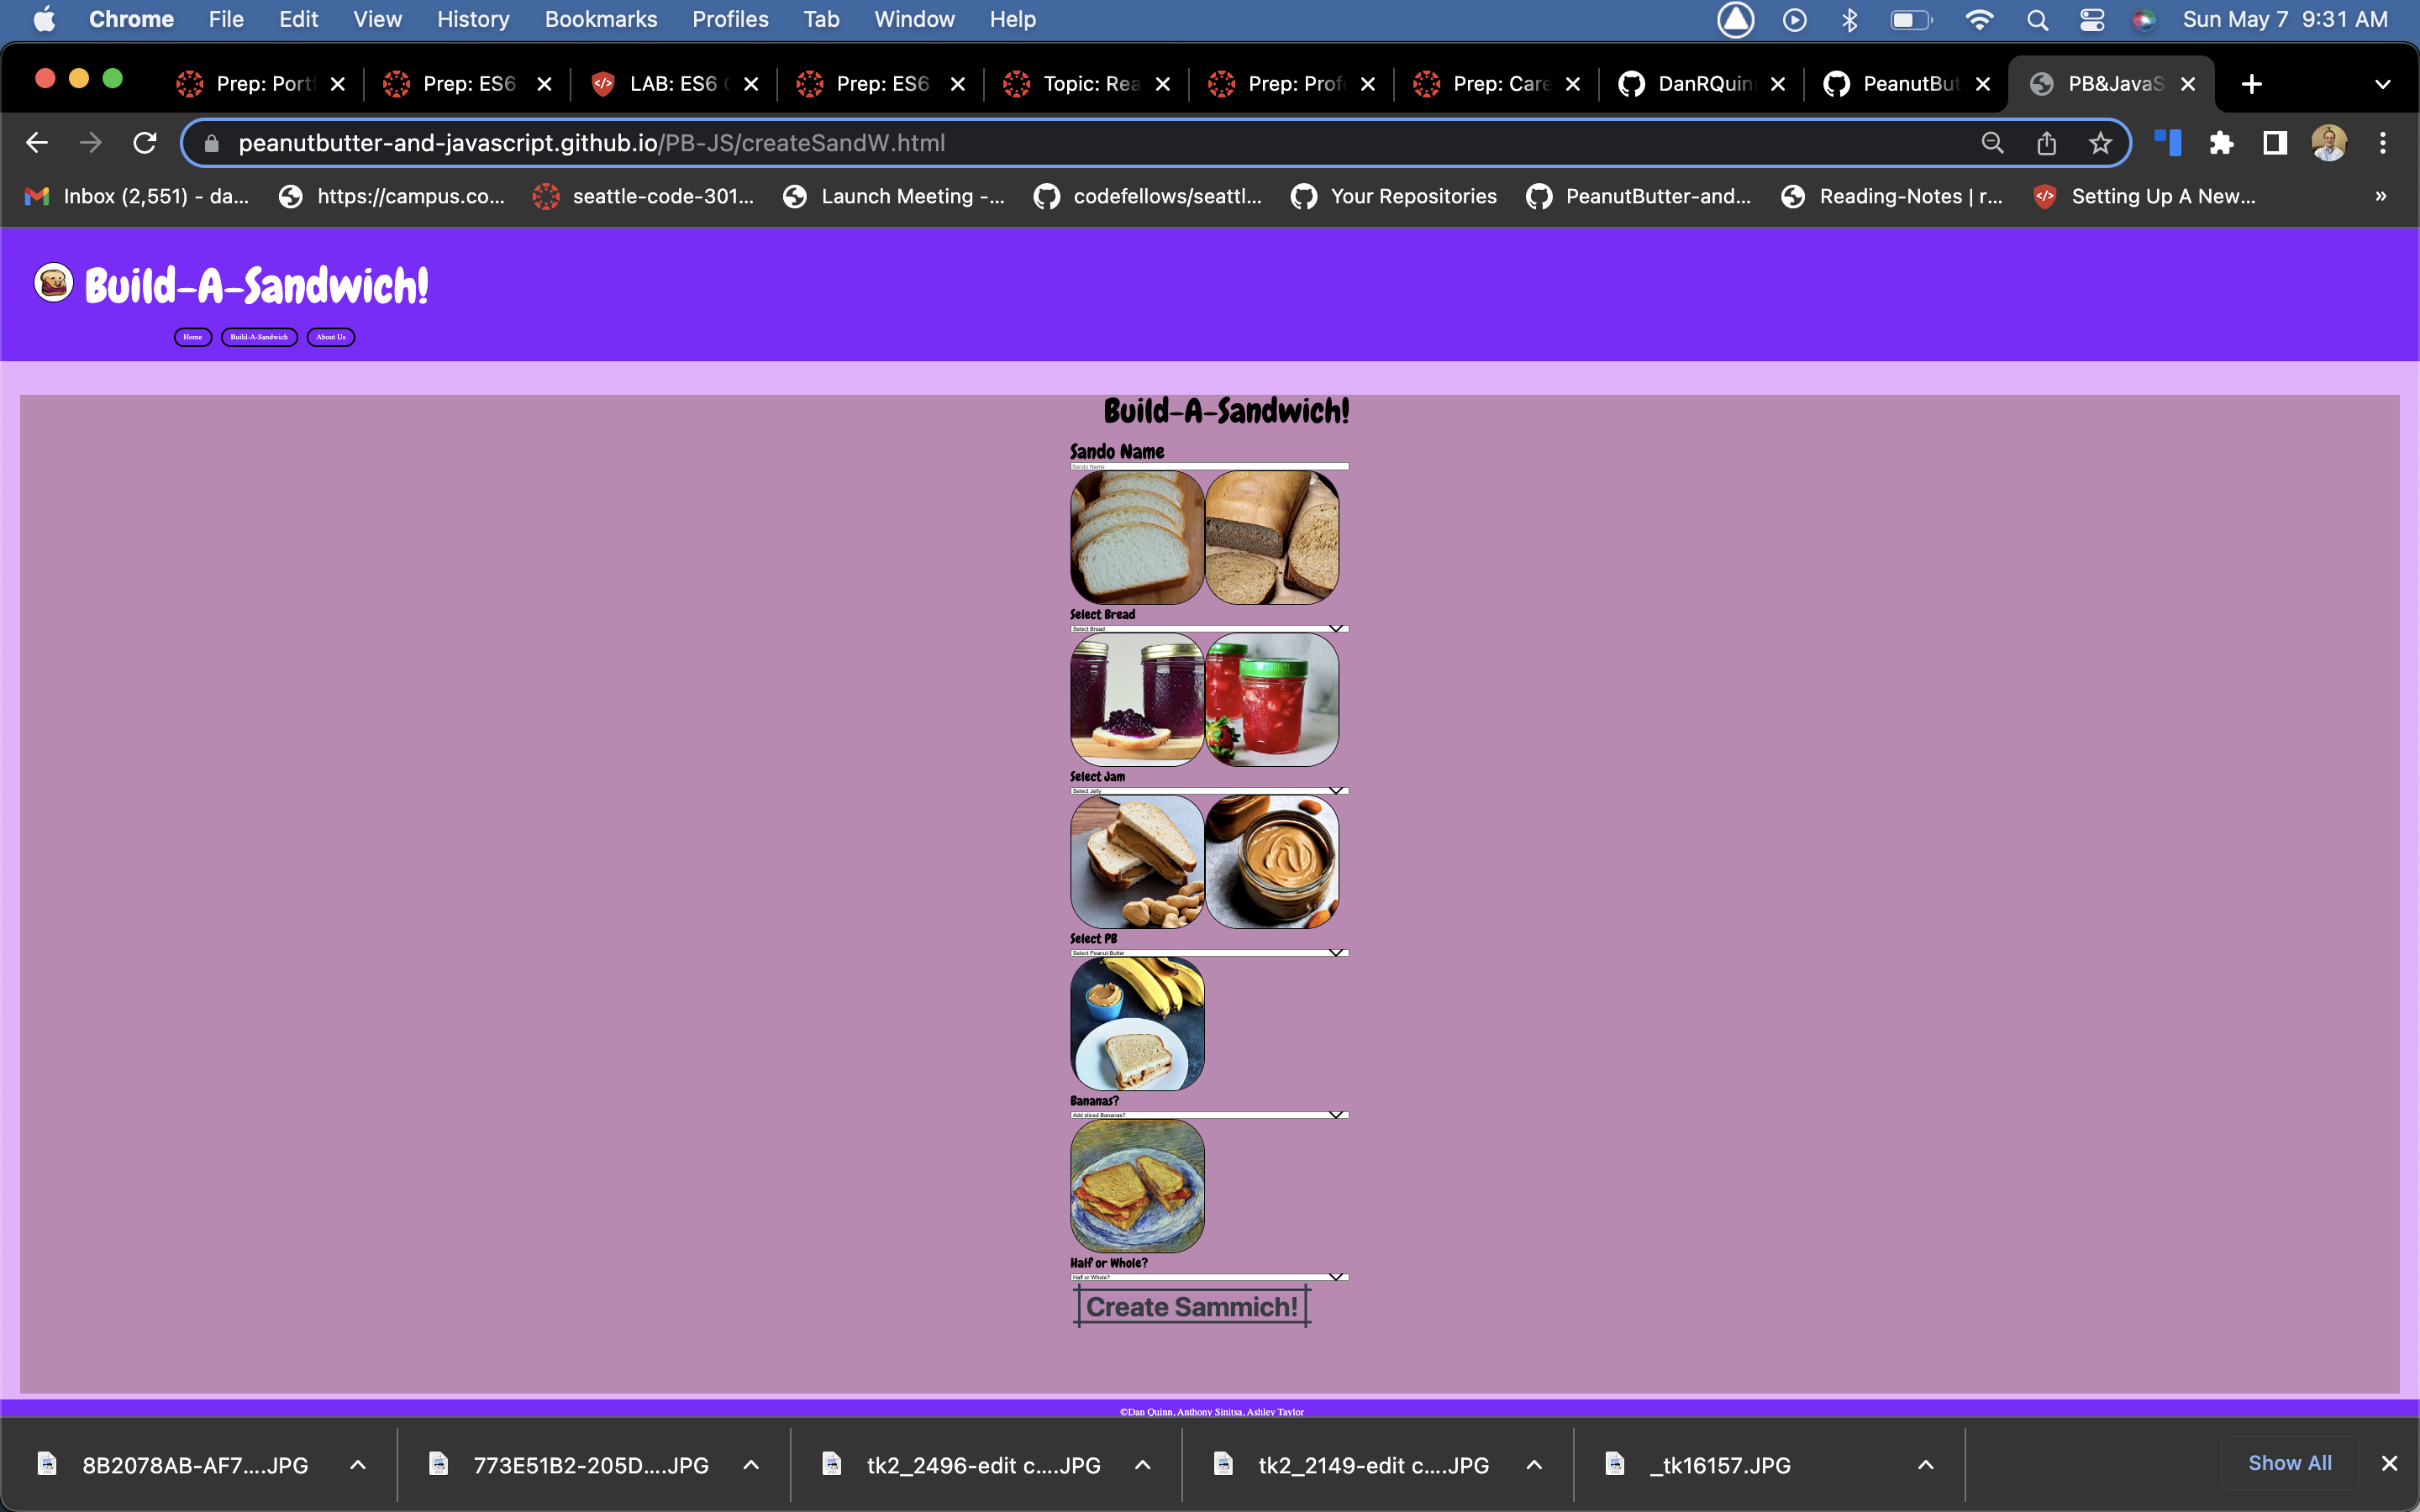 Chrome File Edit View History Bookmarks Profiles Tab Window Help Sun May 7 9:31 AM
Prep: Port Prep: ES6 LAB: ES6 Prep: ES6 Topic: Rea Prep: Prof Prep: Care DanRQuin PeanutBut PB&JavaS
peanutbutter-and-javascript.github.io/PB-JS/createSandW.html
Inbox (2,551) - da... https://campus.co... seattle-code-301... Launch Meeting -... codefellows/seattl... Your Repositories PeanutButter-and... Reading-Notes | r... Setting Up A New... »
Build-A-Sandwich!
Home Build-A-Sandwich About Us
Build-A-Sandwich!
Sando Name
Sando Name
Select Bread
Select Bread
Select Jam
Select Jelly
Select PB
Select Peanut-Butter
Bananas?
Add sliced Bananas?
Half or Whole?
Half or Whole?
Create Sammich!
©Dan Quinn, Anthony Sinitsa, Ashley Taylor
8B2078AB-AF7....JPG 773E51B2-205D....JPG tk2_2496-edit c....JPG tk2_2149-edit c....JPG _tk16157.JPG Show All